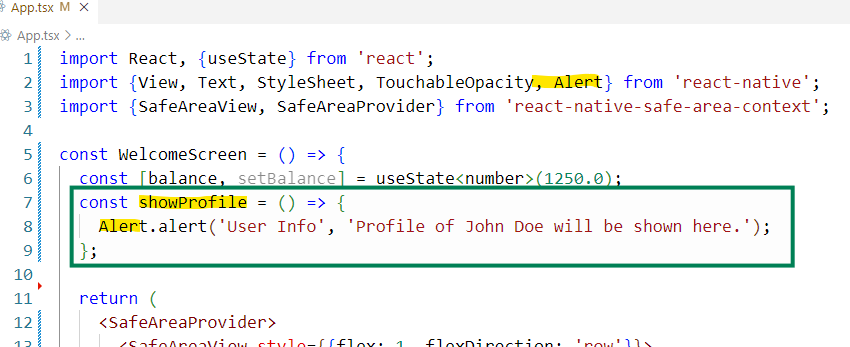 App.tsx M ×
App.tsx > ...
1 import React, {useState} from 'react';
2 import {View, Text, StyleSheet, TouchableOpacity, Alert} from 'react-native';
3 import {SafeAreaView, SafeAreaProvider} from 'react-native-safe-area-context';
4
5 const WelcomeScreen = () => {
6 const [balance, setBalance] = useState<number>(1250.0);
7 const showProfile = () => {
8 Alert.alert('User Info', 'Profile of John Doe will be shown here.');
9 };
10
11 return (
12 <SafeAreaProvider>
13 <SafeAreaView style={{flex: 1, flexDirection: 'row'}}>